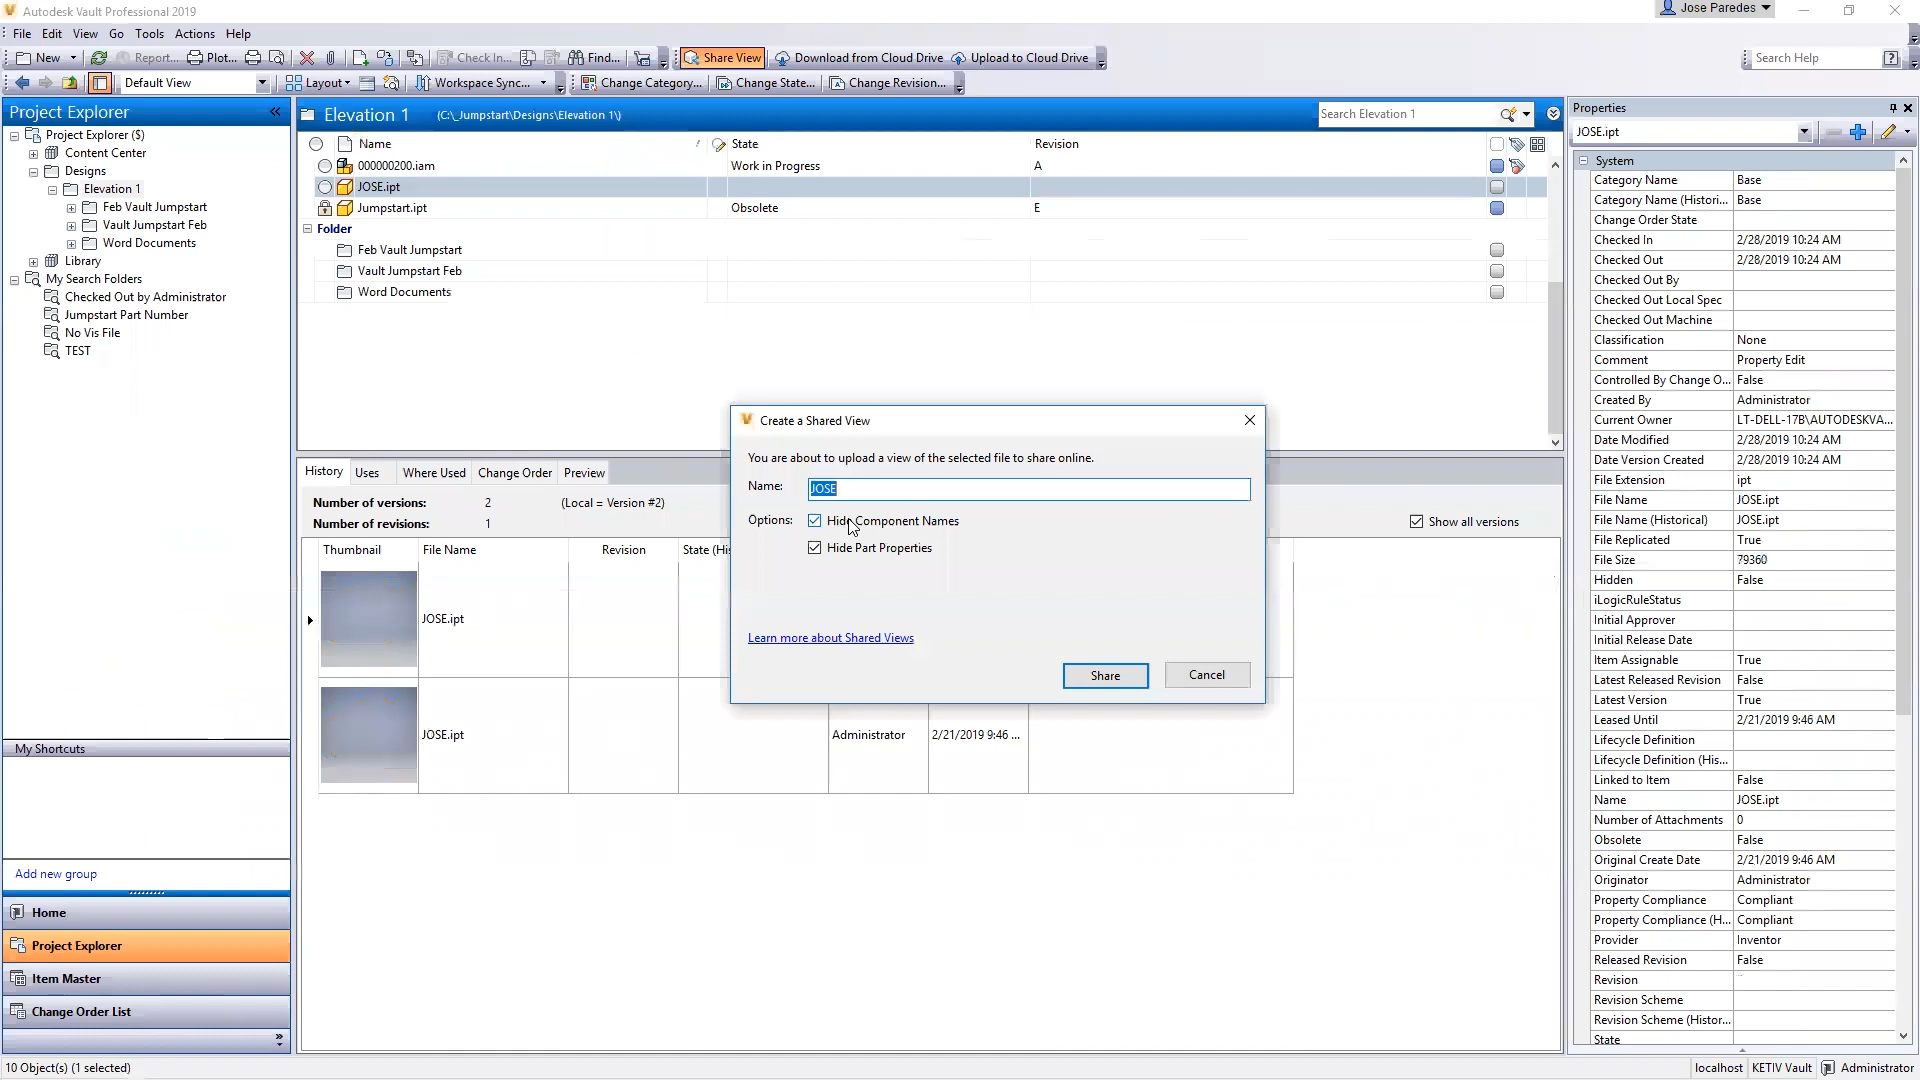 Autodesk Vault Professional 2019
Jose Paredes
File Edit View Go Tools Actions Help
New Report... Plot... Check In... Find... Share View Download from Cloud Drive Upload to Cloud Drive Search Help
Default View Layout Workspace Sync... Change Category... Change State... Change Revision...
Project Explorer
Project Explorer ($)
Content Center
Designs
Elevation 1
Feb Vault Jumpstart
Vault Jumpstart Feb
Word Documents
Library
My Search Folders
Checked Out by Administrator
Jumpstart Part Number
No Vis File
TEST
My Shortcuts
Add new group
Home
Project Explorer
Item Master
Change Order List
Elevation 1 (C:\_Jumpstart\Designs\Elevation 1\) Search Elevation 1
Name State Revision
000000200.iam Work in Progress A
JOSE.ipt
Jumpstart.ipt Obsolete E
Folder
Feb Vault Jumpstart
Vault Jumpstart Feb
Word Documents
History Uses Where Used Change Order Preview
Number of versions: 2 (Local = Version #2)
Number of revisions: 1
Show all versions
Thumbnail File Name Revision State (His
JOSE.ipt
JOSE.ipt Administrator 2/21/2019 9:46 ...
Create a Shared View
You are about to upload a view of the selected file to share online.
Name: JOSE
Options: Hide Component Names
Hide Part Properties
Learn more about Shared Views
Share Cancel
Properties
JOSE.ipt
System
Category Name Base
Category Name (Histori... Base
Change Order State
Checked In 2/28/2019 10:24 AM
Checked Out 2/28/2019 10:24 AM
Checked Out By
Checked Out Local Spec
Checked Out Machine
Classification None
Comment Property Edit
Controlled By Change O... False
Created By Administrator
Current Owner LT-DELL-17B\AUTODESKVA...
Date Modified 2/28/2019 10:24 AM
Date Version Created 2/28/2019 10:24 AM
File Extension ipt
File Name JOSE.ipt
File Name (Historical) JOSE.ipt
File Replicated True
File Size 79360
Hidden False
iLogicRuleStatus
Initial Approver
Initial Release Date
Item Assignable True
Latest Released Revision False
Latest Version True
Leased Until 2/21/2019 9:46 AM
Lifecycle Definition
Lifecycle Definition (His...
Linked to Item False
Name JOSE.ipt
Number of Attachments 0
Obsolete False
Original Create Date 2/21/2019 9:46 AM
Originator Administrator
Property Compliance Compliant
Property Compliance (H... Compliant
Provider Inventor
Released Revision False
Revision
Revision Scheme
Revision Scheme (Histor...
State
10 Object(s) (1 selected) localhost KETIV Vault Administrator